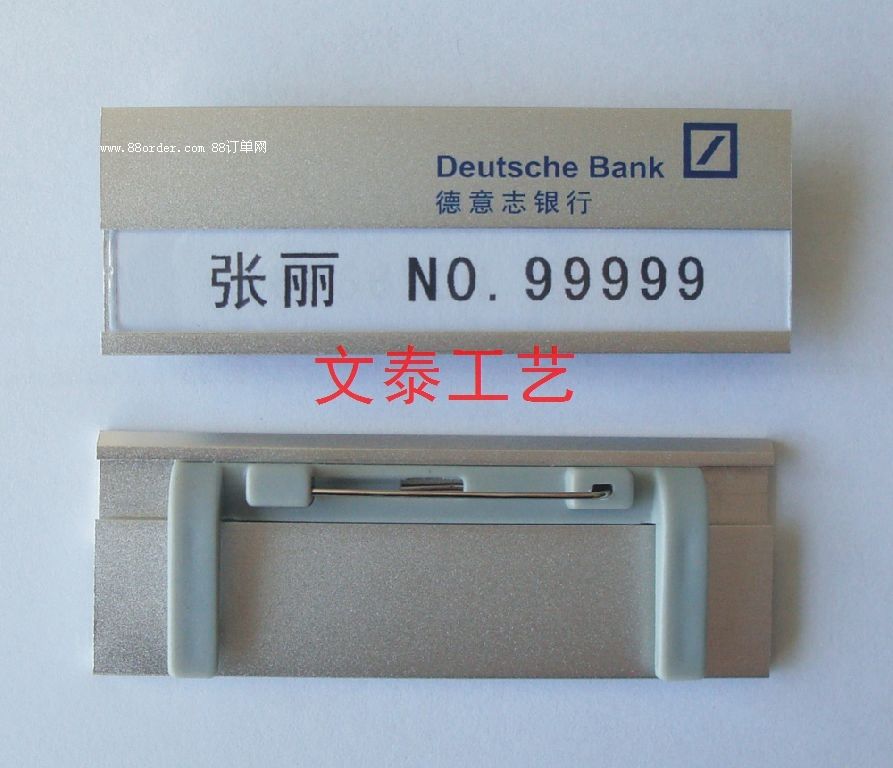 www.88order.com 88订单网
Deutsche Bank
德意志银行
张丽 NO. 99999
文泰工艺